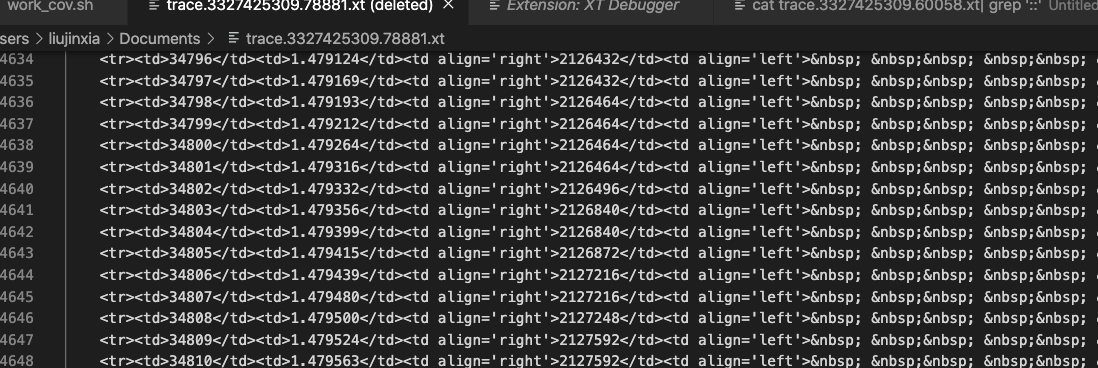 work_cov.sh trace.3327425309.78881.xt (deleted) × Extension: XT Debugger cat trace.3327425309.60058.xt| grep '::' Untitled
sers > liujinxia > Documents > trace.3327425309.78881.xt
4634 <tr><td>34796</td><td>1.479124</td><td align='right'>2126432</td><td align='left'>&nbsp; &nbsp;&nbsp; &nbsp;&nbsp;
4635 <tr><td>34797</td><td>1.479169</td><td align='right'>2126432</td><td align='left'>&nbsp; &nbsp;&nbsp; &nbsp;&nbsp;
4636 <tr><td>34798</td><td>1.479193</td><td align='right'>2126464</td><td align='left'>&nbsp; &nbsp;&nbsp; &nbsp;&nbsp;
4637 <tr><td>34799</td><td>1.479212</td><td align='right'>2126464</td><td align='left'>&nbsp; &nbsp;&nbsp; &nbsp;&nbsp;
4638 <tr><td>34800</td><td>1.479264</td><td align='right'>2126464</td><td align='left'>&nbsp; &nbsp;&nbsp; &nbsp;&nbsp;
4639 <tr><td>34801</td><td>1.479316</td><td align='right'>2126464</td><td align='left'>&nbsp; &nbsp;&nbsp; &nbsp;&nbsp;
4640 <tr><td>34802</td><td>1.479332</td><td align='right'>2126496</td><td align='left'>&nbsp; &nbsp;&nbsp; &nbsp;&nbsp;
4641 <tr><td>34803</td><td>1.479356</td><td align='right'>2126840</td><td align='left'>&nbsp; &nbsp;&nbsp; &nbsp;&nbsp;
4642 <tr><td>34804</td><td>1.479399</td><td align='right'>2126840</td><td align='left'>&nbsp; &nbsp;&nbsp; &nbsp;&nbsp;
4643 <tr><td>34805</td><td>1.479415</td><td align='right'>2126872</td><td align='left'>&nbsp; &nbsp;&nbsp; &nbsp;&nbsp;
4644 <tr><td>34806</td><td>1.479439</td><td align='right'>2127216</td><td align='left'>&nbsp; &nbsp;&nbsp; &nbsp;&nbsp;
4645 <tr><td>34807</td><td>1.479480</td><td align='right'>2127216</td><td align='left'>&nbsp; &nbsp;&nbsp; &nbsp;&nbsp;
4646 <tr><td>34808</td><td>1.479500</td><td align='right'>2127248</td><td align='left'>&nbsp; &nbsp;&nbsp; &nbsp;&nbsp;
4647 <tr><td>34809</td><td>1.479524</td><td align='right'>2127592</td><td align='left'>&nbsp; &nbsp;&nbsp; &nbsp;&nbsp;
4648 <tr><td>34810</td><td>1.479563</td><td align='right'>2127592</td><td align='left'>&nbsp; &nbsp;&nbsp; &nbsp;&nbsp;